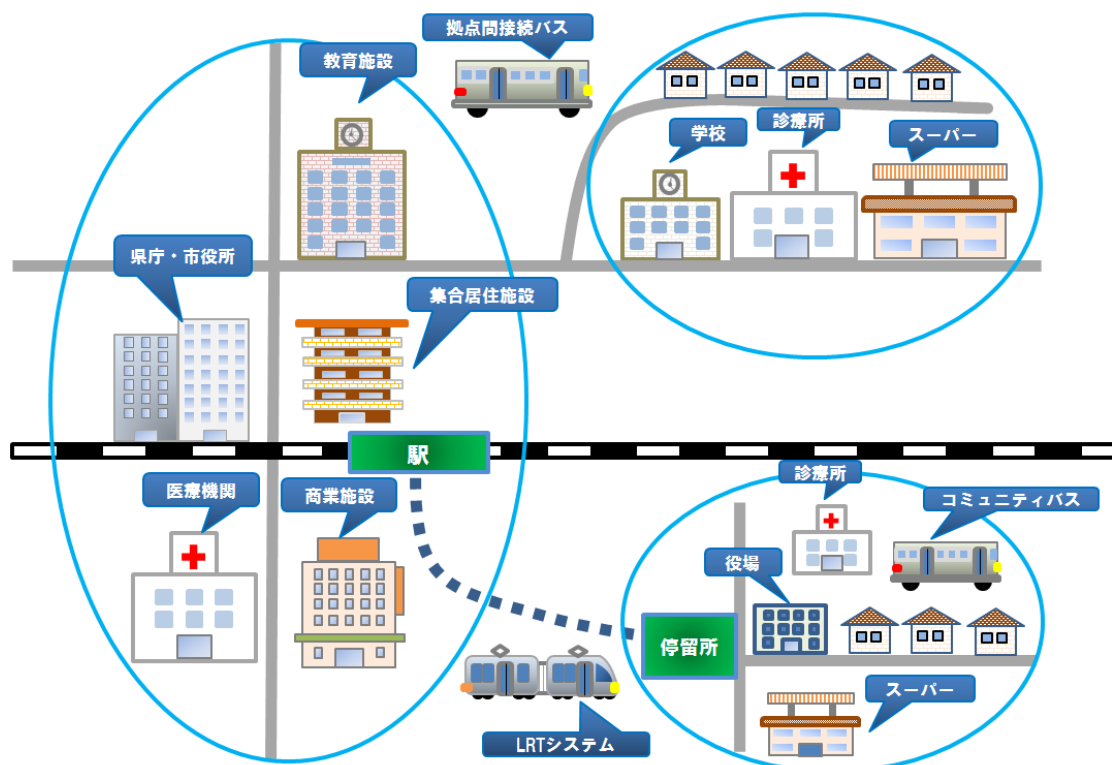 拠点間接続バス
教育施設
学校
診療所
スーパー
県庁・市役所
集合居住施設
駅
医療機関
商業施設
診療所
コミュニティバス
役場
停留所
スーパー
LRTシステム